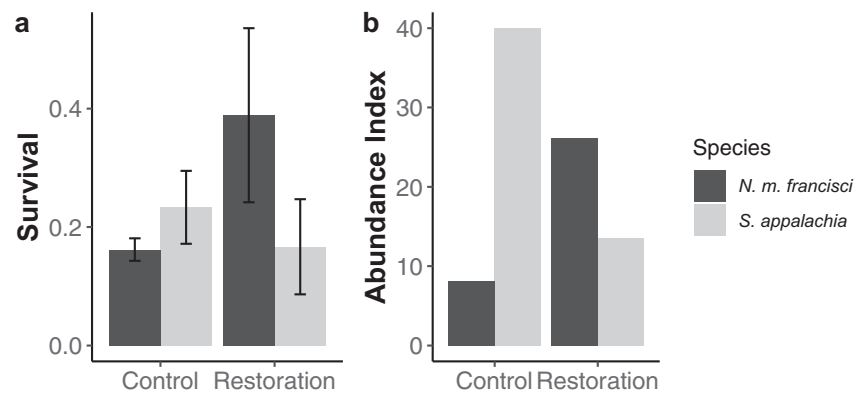 a
Survival
0.4
0.2
0.0
Control Restoration
b
Abundance Index
40
30
20
10
0
Control Restoration
Species
N. m. francisci
S. appalachia